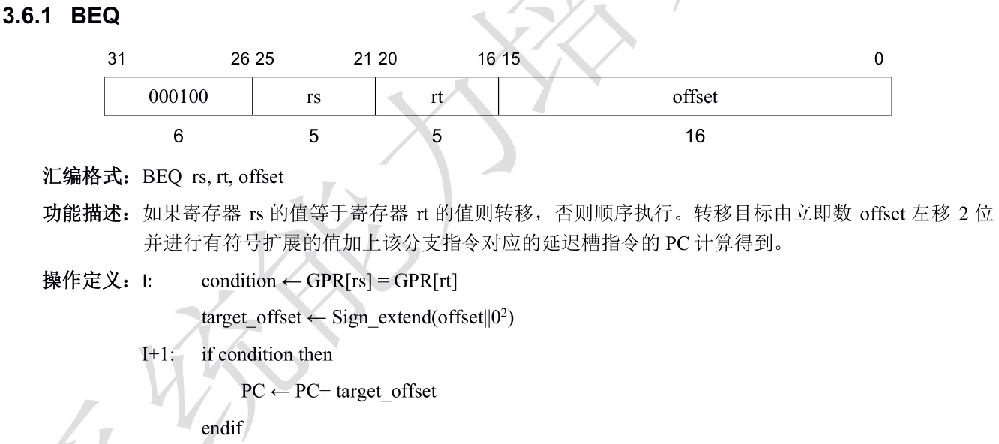 3.6.1 BEQ
31 26 25 21 20 16 15 0
000100 rs rt offset
6 5 5 16
汇编格式：BEQ rs, rt, offset
功能描述：如果寄存器 rs 的值等于寄存器 rt 的值则转移，否则顺序执行。转移目标由立即数 offset 左移 2 位
并进行有符号扩展的值加上该分支指令对应的延迟槽指令的 PC 计算得到。
操作定义：I: condition ← GPR[rs] = GPR[rt]
target_offset ← Sign_extend(offset||0²)
I+1: if condition then
PC ← PC+ target_offset
endif
系统能力培